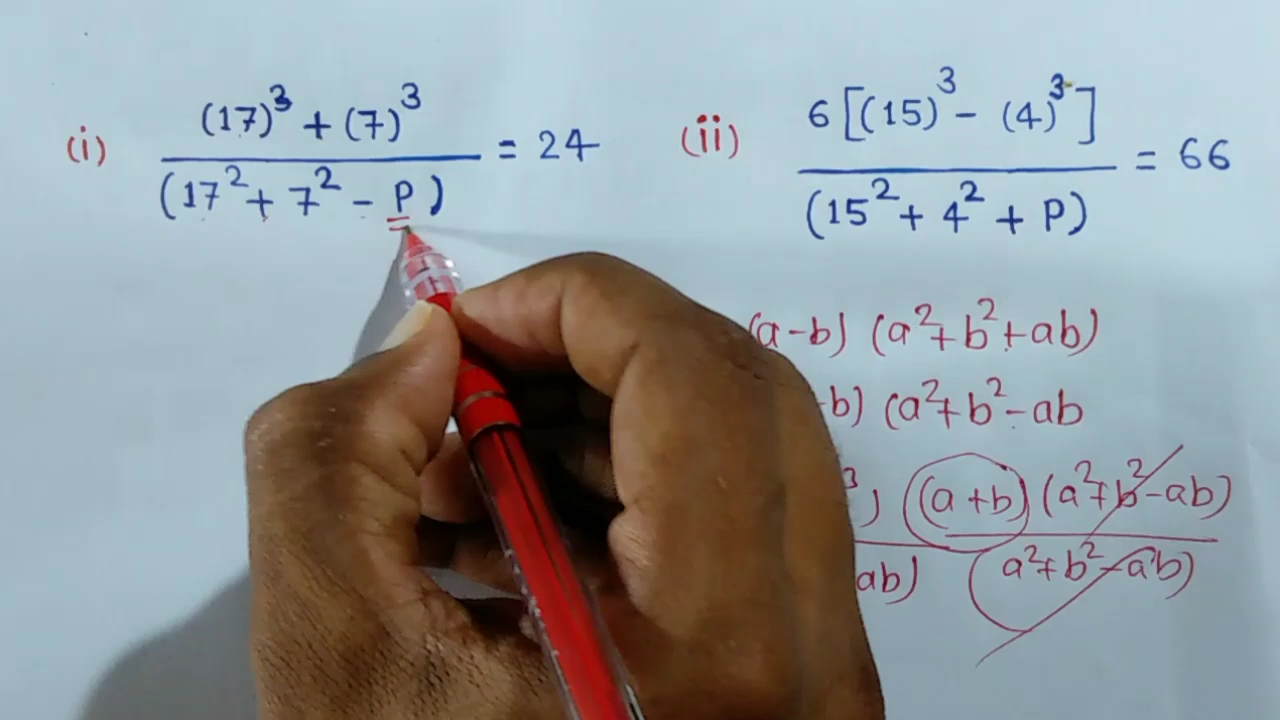 (i) (17)³ + (7)³ / (17² + 7² - P) = 24
(ii) 6 [(15)³ - (4)³] / (15² + 4² + P) = 66
(a-b) (a²+b²+ab)
b) (a²+b²-ab
³) (a+b) (a²+b²-ab)
ab) a²+b²-ab)